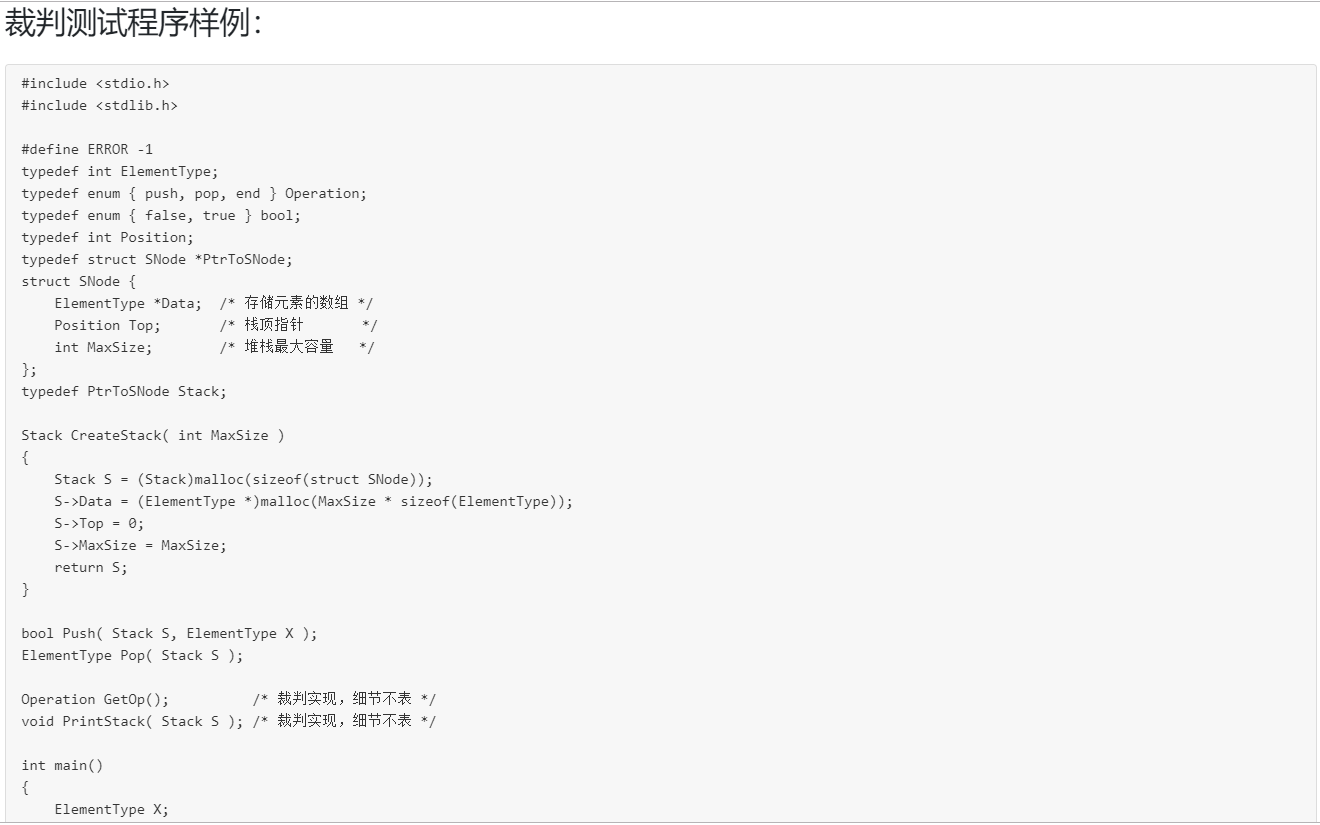 裁判测试程序样例：
#include <stdio.h>
#include <stdlib.h>
#define ERROR -1
typedef int ElementType;
typedef enum { push, pop, end } Operation;
typedef enum { false, true } bool;
typedef int Position;
typedef struct SNode *PtrToSNode;
struct SNode {
    ElementType *Data;  /* 存储元素的数组 */
    Position Top;       /* 栈顶指针       */
    int MaxSize;        /* 堆栈最大容量   */
};
typedef PtrToSNode Stack;
Stack CreateStack( int MaxSize )
{
    Stack S = (Stack)malloc(sizeof(struct SNode));
    S->Data = (ElementType *)malloc(MaxSize * sizeof(ElementType));
    S->Top = 0;
    S->MaxSize = MaxSize;
    return S;
}
bool Push( Stack S, ElementType X );
ElementType Pop( Stack S );
Operation GetOp();          /* 裁判实现，细节不表 */
void PrintStack( Stack S ); /* 裁判实现，细节不表 */
int main()
{
    ElementType X;